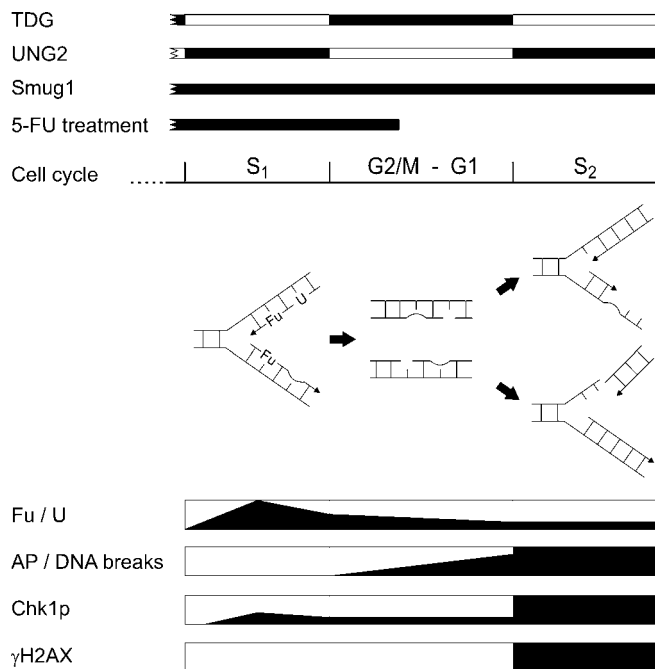 TDG
UNG2
Smug1
5-FU treatment
Cell cycle
S1
G2/M - G1
S2
Fu
U
Fu
Fu / U
AP / DNA breaks
Chk1p
γH2AX